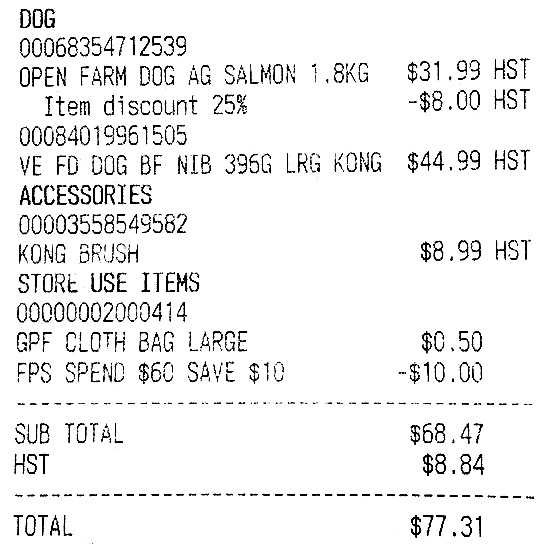 DOG
00068354712539
OPEN FARM DOG AG SALMON 1.8KG $31.99 HST
Item discount 25% -$8.00 HST
00084019961505
VE FD DOG BF NIB 396G LRG KONG $44.99 HST
ACCESSORIES
00003558549582
KONG BRUSH $8.99 HST
STORE USE ITEMS
00000002000414
GPF CLOTH BAG LARGE $0.50
FPS SPEND $60 SAVE $10 -$10.00
SUB TOTAL $68.47
HST $8.84
TOTAL $77.31